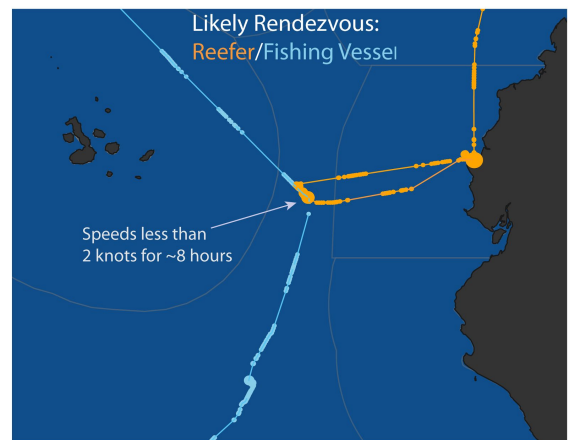 Likely Rendezvous:
Reefer/Fishing Vessel
Speeds less than
2 knots for ~8 hours